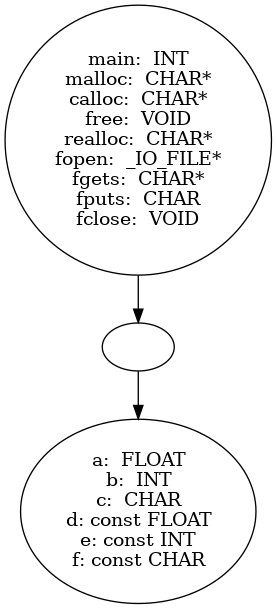 main:  INT
malloc:  CHAR*
calloc:  CHAR*
free:  VOID
realloc:  CHAR*
fopen:  _IO_FILE*
fgets:  CHAR*
fputs:  CHAR
fclose:  VOID
a:  FLOAT
b:  INT
c:  CHAR
d: const FLOAT
e: const INT
f: const CHAR